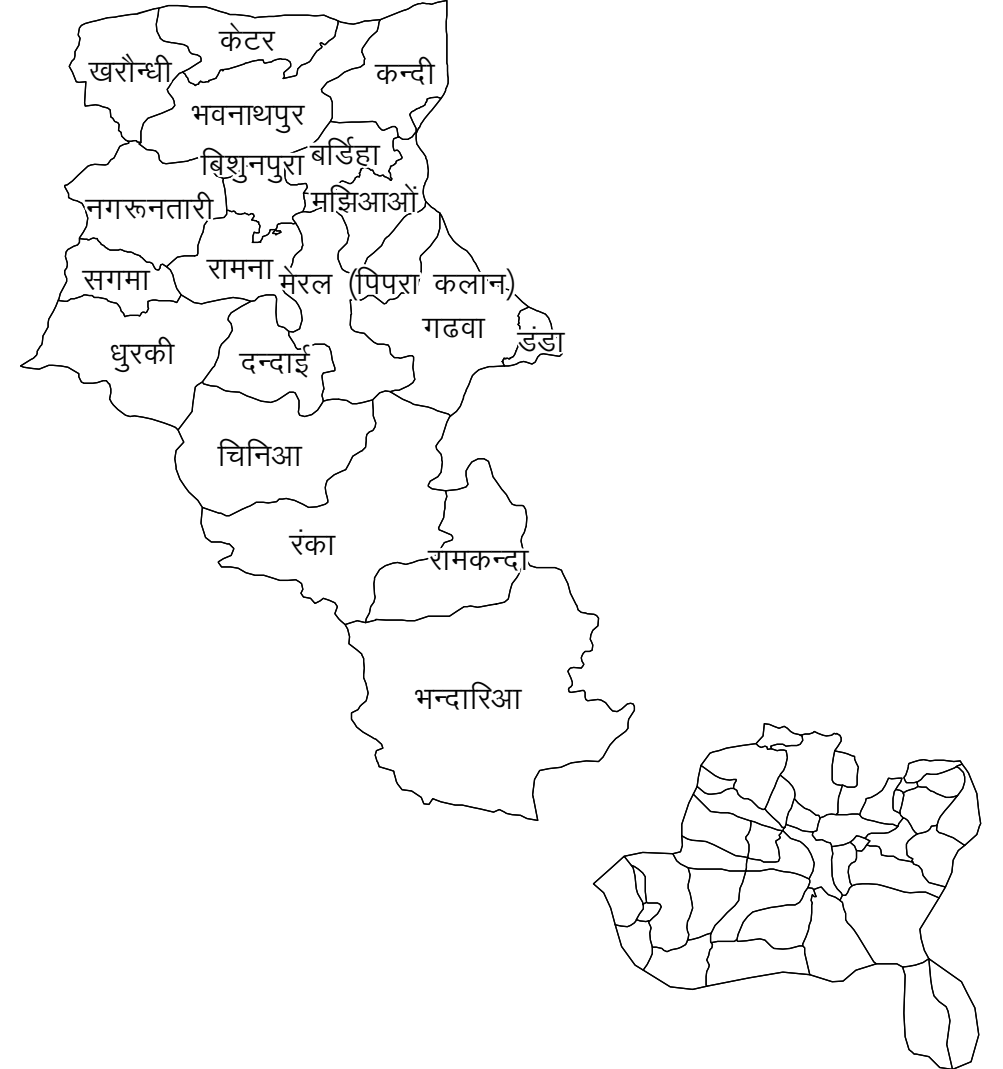 केटर
खरौन्धी
कन्दी
भवनाथपुर
बर्डिहा
बिशुनपुरा
मझिआओं
नगरूनतारी
रामना
सगमा
मेरल (पिपरा कलान)
गढवा
डंडा
धुरकी
दन्दाई
चिनिआ
रंका
रामकन्दा
भन्दारिआ